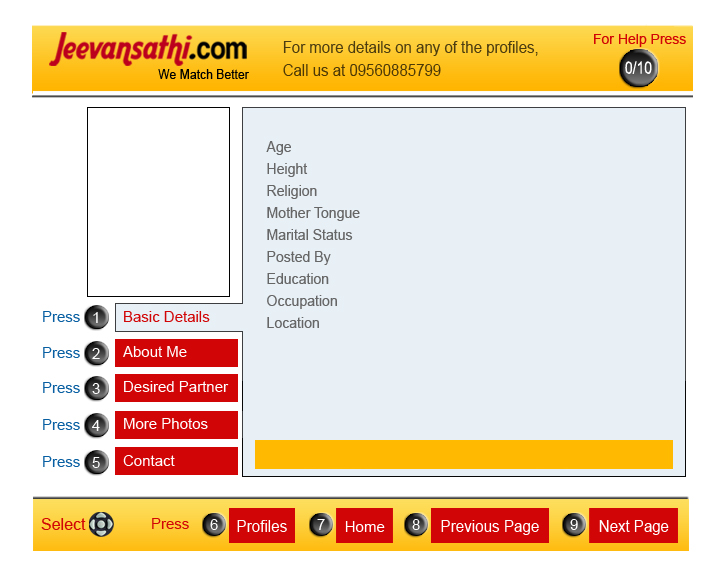 Jeevansathi.com
We Match Better
For more details on any of the profiles,
Call us at 09560885799
For Help Press
0/10
Age
Height
Religion
Mother Tongue
Marital Status
Posted By
Education
Occupation
Location
Press 1 Basic Details
Press 2 About Me
Press 3 Desired Partner
Press 4 More Photos
Press 5 Contact
Select Press 6 Profiles 7 Home 8 Previous Page 9 Next Page